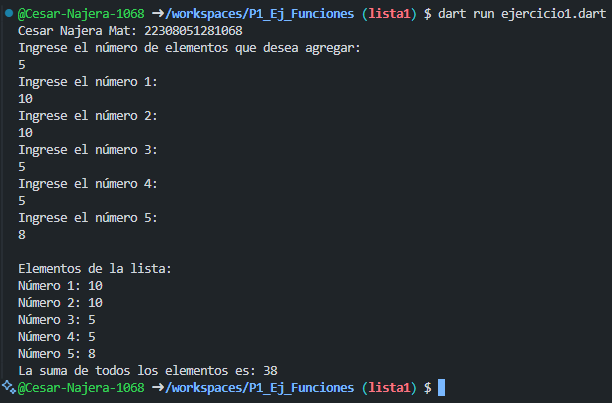 @Cesar-Najera-1068 ➜/workspaces/P1_Ej_Funciones (lista1) $ dart run ejercicio1.dart
Cesar Najera Mat: 22308051281068
Ingrese el número de elementos que desea agregar:
5
Ingrese el número 1:
10
Ingrese el número 2:
10
Ingrese el número 3:
5
Ingrese el número 4:
5
Ingrese el número 5:
8
Elementos de la lista:
Número 1: 10
Número 2: 10
Número 3: 5
Número 4: 5
Número 5: 8
La suma de todos los elementos es: 38
@Cesar-Najera-1068 ➜/workspaces/P1_Ej_Funciones (lista1) $